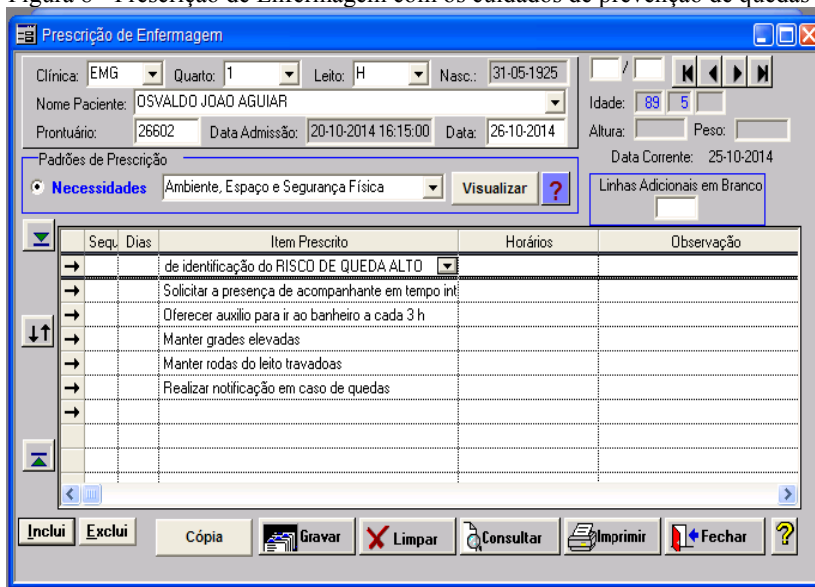 Figura 8 - Prescrição de Enfermagem com os cuidados de prevenção de quedas
Prescrição de Enfermagem
Clínica: EMG Quarto: 1 Leito: H Nasc.: 31-05-1925 /
Nome Paciente: OSVALDO JOAO AGUIAR Idade: 89 5
Prontuário: 26602 Data Admissão: 20-10-2014 16:15:00 Data: 26-10-2014 Altura: Peso:
Padrões de Prescrição Data Corrente: 25-10-2014
Necessidades Ambiente, Espaço e Segurança Física Visualizar ? Linhas Adicionais em Branco
Sequ Dias Item Prescrito Horários Observação
de identificação do RISCO DE QUEDA ALTO
Solicitar a presença de acompanhante em tempo int
Oferecer auxilio para ir ao banheiro a cada 3 h
Manter grades elevadas
Manter rodas do leito travadoas
Realizar notificação em caso de quedas
Inclui Exclui Cópia Gravar Limpar Consultar Imprimir Fechar ?